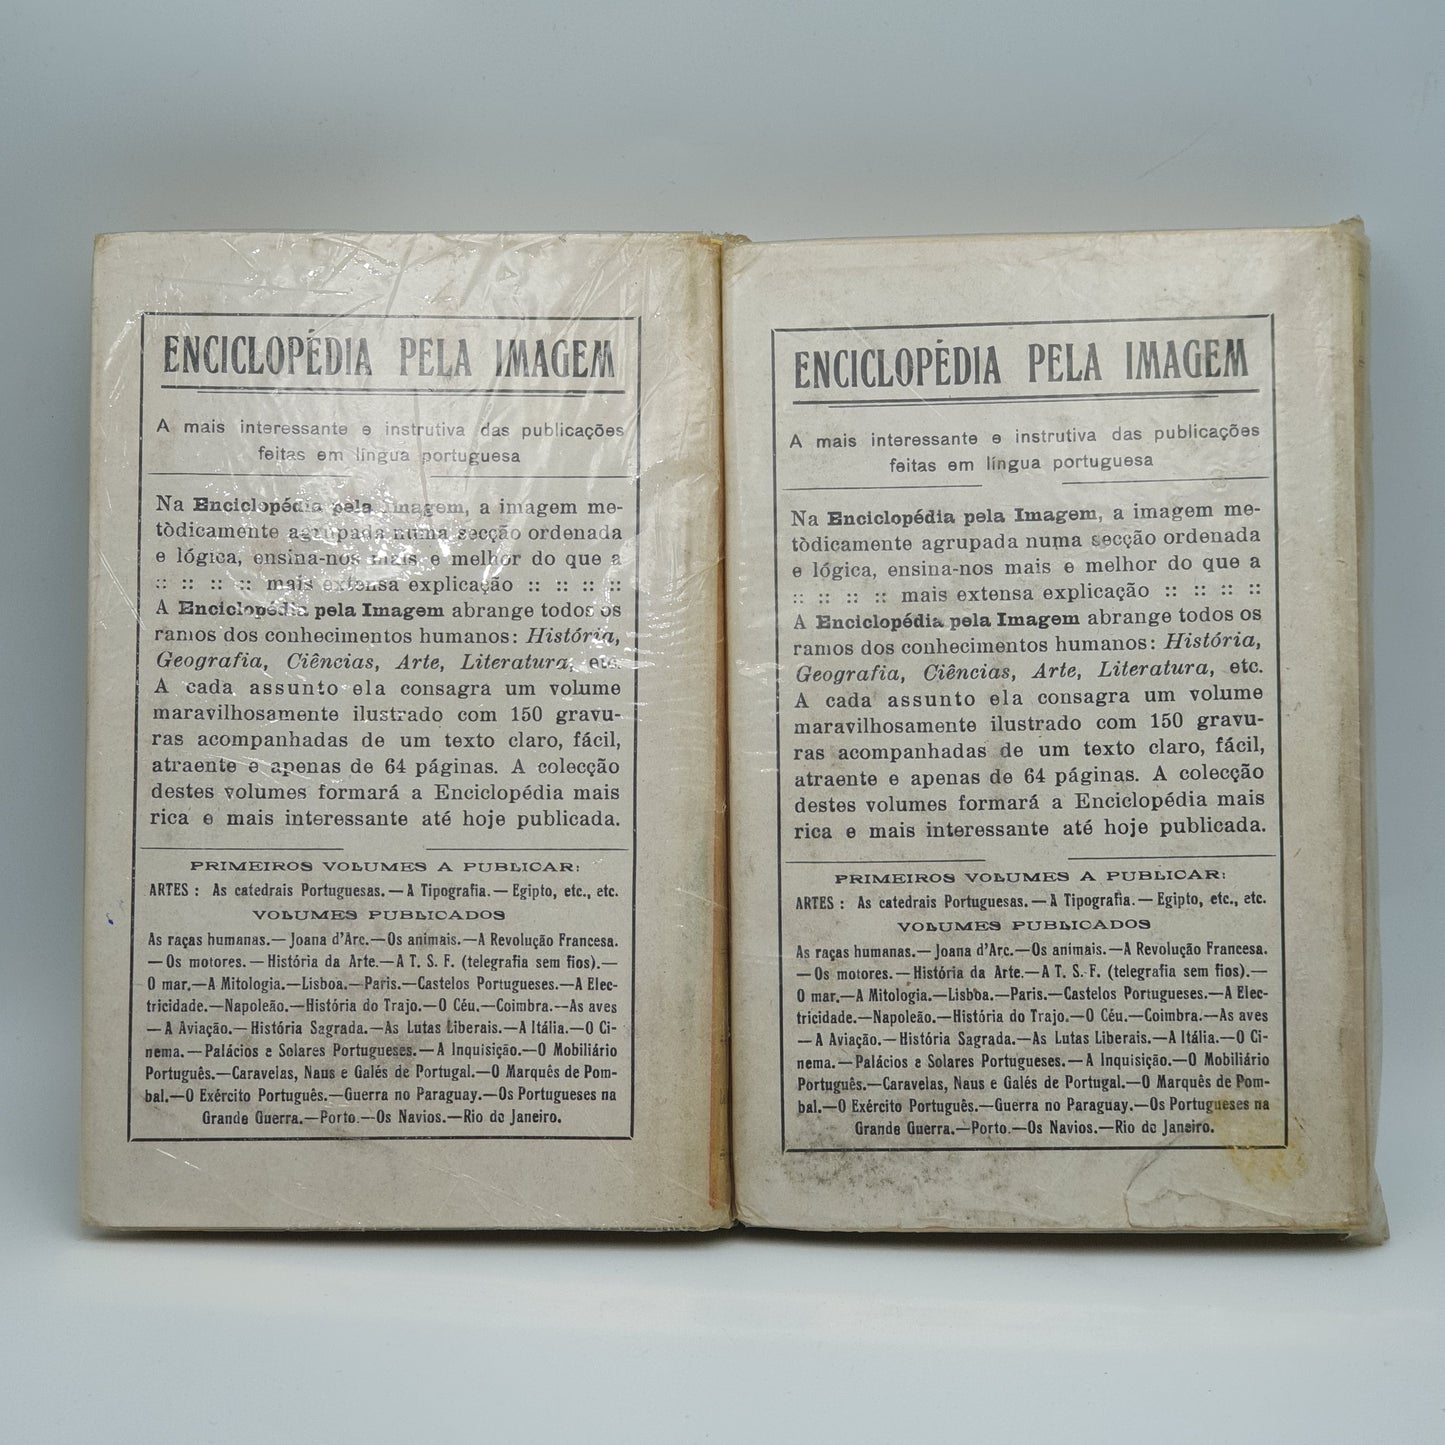 ENCICLOPÉDIA PELA IMAGEM
A mais interessante e instrutiva das publicações
feitas em língua portuguesa
Na Enciclopédia pela Imagem, a imagem me-
tòdicamente agrupada numa secção ordenada
e lógica, ensina-nos mais e melhor do que a
:: :: :: :: mais extensa explicação :: :: :: ::
A Enciclopédia pela Imagem abrange todos os
ramos dos conhecimentos humanos: História,
Geografia, Ciências, Arte, Literatura, etc.
A cada assunto ela consagra um volume
maravilhosamente ilustrado com 150 gravu-
ras acompanhadas de um texto claro, fácil,
atraente e apenas de 64 páginas. A colecção
destes volumes formará a Enciclopédia mais
rica e mais interessante até hoje publicada.
PRIMEIROS VOLUMES A PUBLICAR:
ARTES : As catedrais Portuguesas. — A Tipografia. — Egipto, etc., etc.
VOLUMES PUBLICADOS
As raças humanas.— Joana d'Arc.—Os animais.—A Revolução Francesa.
— Os motores. — História da Arte.—A T. S. F. (telegrafia sem fios).—
O mar.—A Mitologia.—Lisboa.—Paris.—Castelos Portugueses.—A Elec-
tricidade.—Napoleão.—História do Trajo.—O Céu.—Coimbra.—As aves
— A Aviação.— História Sagrada.—As Lutas Liberais.—A Itália.—O Ci-
nema.—Palácios e Solares Portugueses.—A Inquisição.—O Mobiliário
Português.—Caravelas, Naus e Galés de Portugal.—O Marquês de Pom-
bal.—O Exército Português.—Guerra no Paraguay.—Os Portugueses na
Grande Guerra.—Porto.—Os Navios.—Rio de Janeiro.
ENCICLOPÉDIA PELA IMAGEM
A mais interessante e instrutiva das publicações
feitas em língua portuguesa
Na Enciclopédia pela Imagem, a imagem me-
tòdicamente agrupada numa secção ordenada
e lógica, ensina-nos mais e melhor do que a
:: :: :: :: mais extensa explicação :: :: :: ::
A Enciclopédia pela Imagem abrange todos os
ramos dos conhecimentos humanos: História,
Geografia, Ciências, Arte, Literatura, etc.
A cada assunto ela consagra um volume
maravilhosamente ilustrado com 150 gravu-
ras acompanhadas de um texto claro, fácil,
atraente e apenas de 64 páginas. A colecção
destes volumes formará a Enciclopédia mais
rica e mais interessante até hoje publicada.
PRIMEIROS VOLUMES A PUBLICAR:
ARTES : As catedrais Portuguesas. — A Tipografia. — Egipto, etc., etc.
VOLUMES PUBLICADOS
As raças humanas.— Joana d'Arc.—Os animais.—A Revolução Francesa.
— Os motores. — História da Arte.—A T. S. F. (telegrafia sem fios).—
O mar.—A Mitologia.—Lisboa.—Paris.—Castelos Portugueses.—A Elec-
tricidade.—Napoleão.—História do Trajo.—O Céu.—Coimbra.—As aves
— A Aviação.— História Sagrada.—As Lutas Liberais.—A Itália.—O Ci-
nema.—Palácios e Solares Portugueses.—A Inquisição.—O Mobiliário
Português.—Caravelas, Naus e Galés de Portugal.—O Marquês de Pom-
bal.—O Exército Português.—Guerra no Paraguay.—Os Portugueses na
Grande Guerra.—Porto.—Os Navios.—Rio de Janeiro.